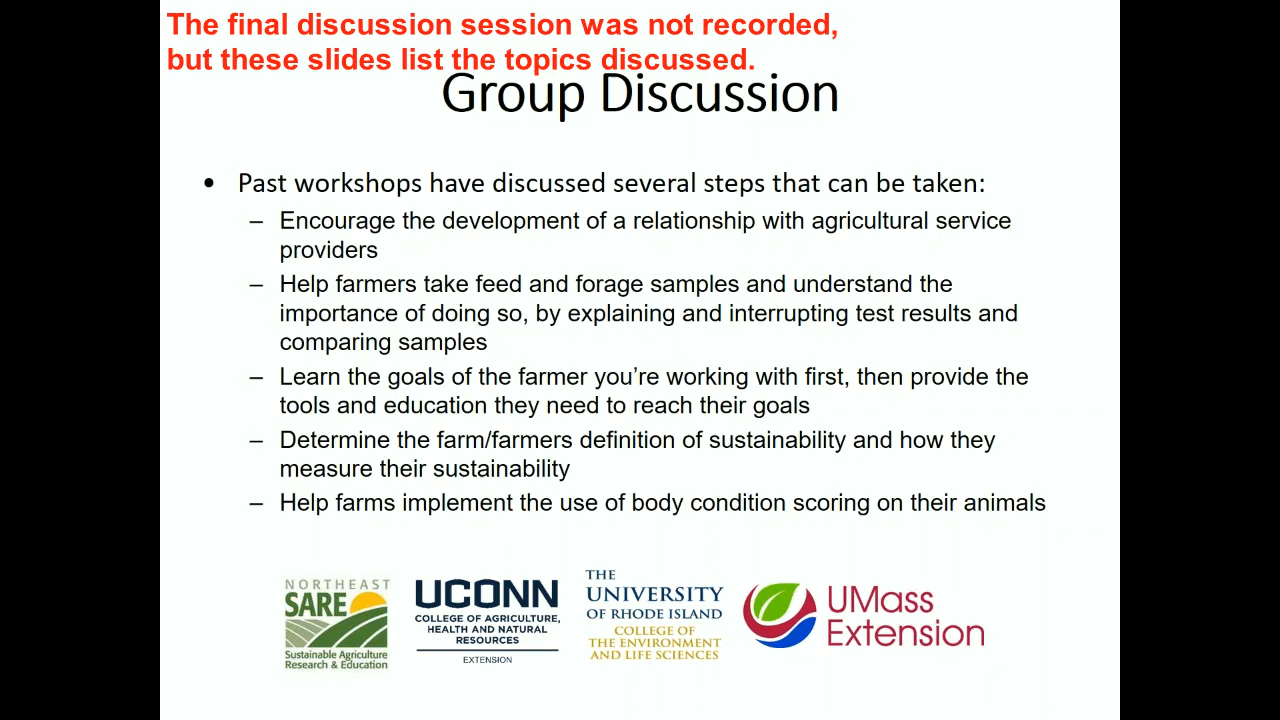 The final discussion session was not recorded,
but these slides list the topics discussed.
Group Discussion
• Past workshops have discussed several steps that can be taken:
– Encourage the development of a relationship with agricultural service
providers
– Help farmers take feed and forage samples and understand the
importance of doing so, by explaining and interrupting test results and
comparing samples
– Learn the goals of the farmer you’re working with first, then provide the
tools and education they need to reach their goals
– Determine the farm/farmers definition of sustainability and how they
measure their sustainability
– Help farms implement the use of body condition scoring on their animals
NORTHEAST
SARE
Sustainable Agriculture
Research & Education
UCONN
COLLEGE OF AGRICULTURE,
HEALTH AND NATURAL
RESOURCES
EXTENSION
THE
UNIVERSITY
OF RHODE ISLAND
COLLEGE OF
THE ENVIRONMENT
AND LIFE SCIENCES
UMass
Extension